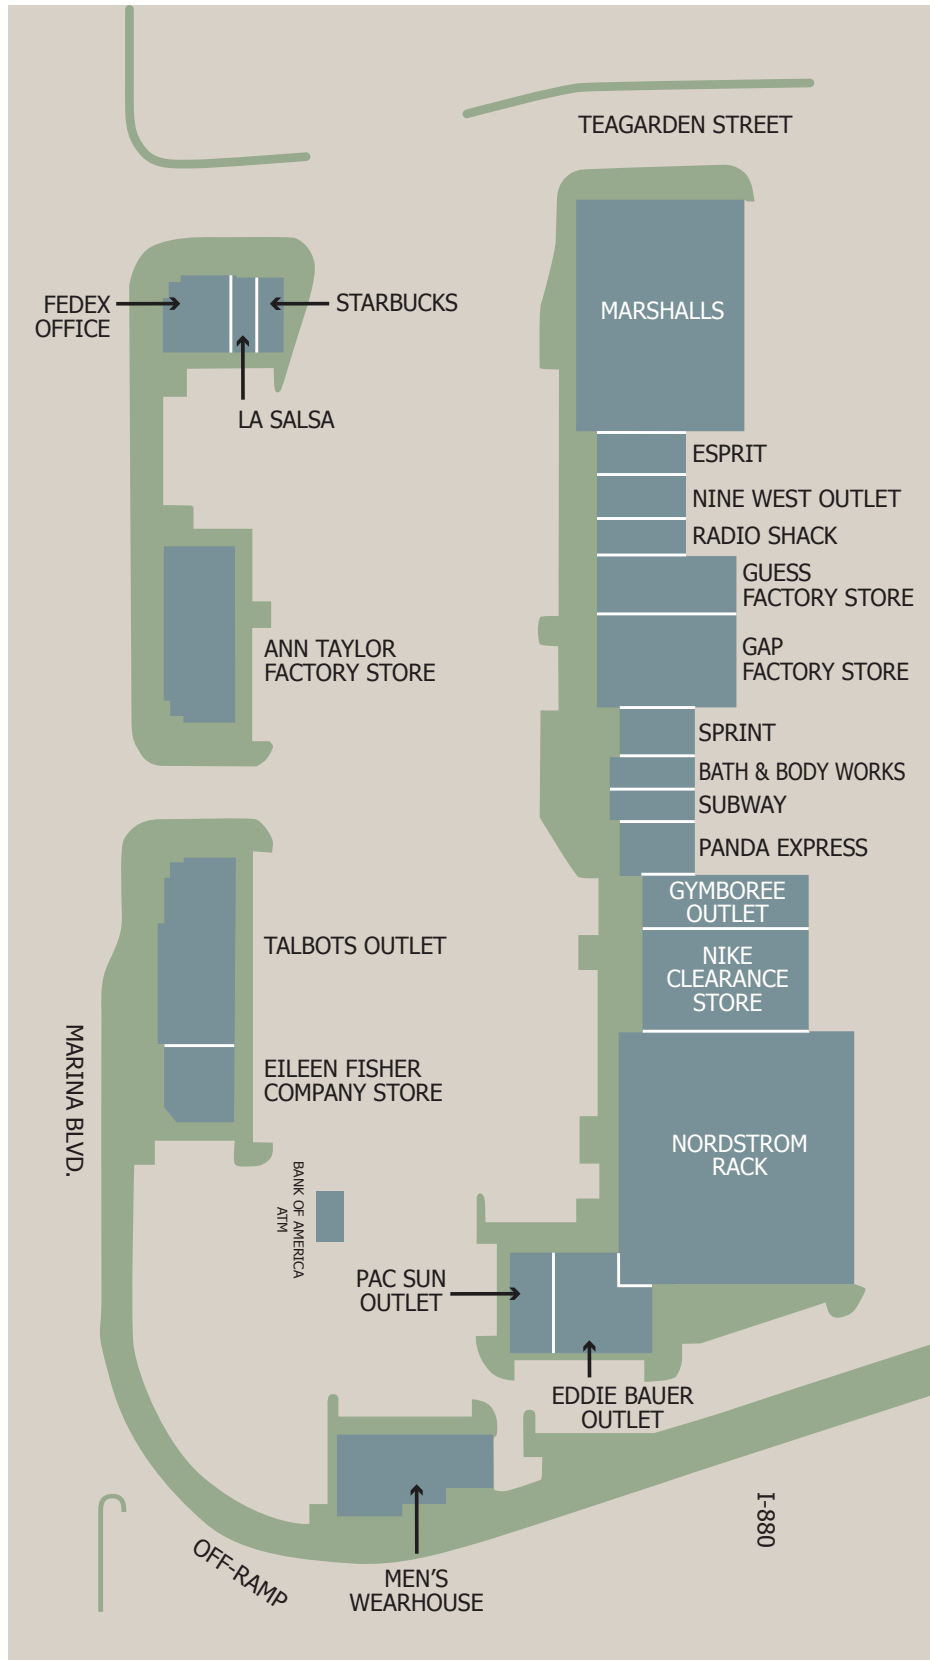 TEAGARDEN STREET
MARSHALLS
FEDEX
OFFICE
STARBUCKS
LA SALSA
ESPRIT
NINE WEST OUTLET
RADIO SHACK
GUESS
FACTORY STORE
ANN TAYLOR
FACTORY STORE
GAP
FACTORY STORE
SPRINT
BATH & BODY WORKS
SUBWAY
PANDA EXPRESS
GYMBOREE
OUTLET
TALBOTS OUTLET
NIKE
CLEARANCE
STORE
MARINA BLVD.
EILEEN FISHER
COMPANY STORE
NORDSTROM
RACK
BANK OF AMERICA
ATM
PAC SUN
OUTLET
EDDIE BAUER
OUTLET
I-880
OFF-RAMP
MEN'S
WEARHOUSE